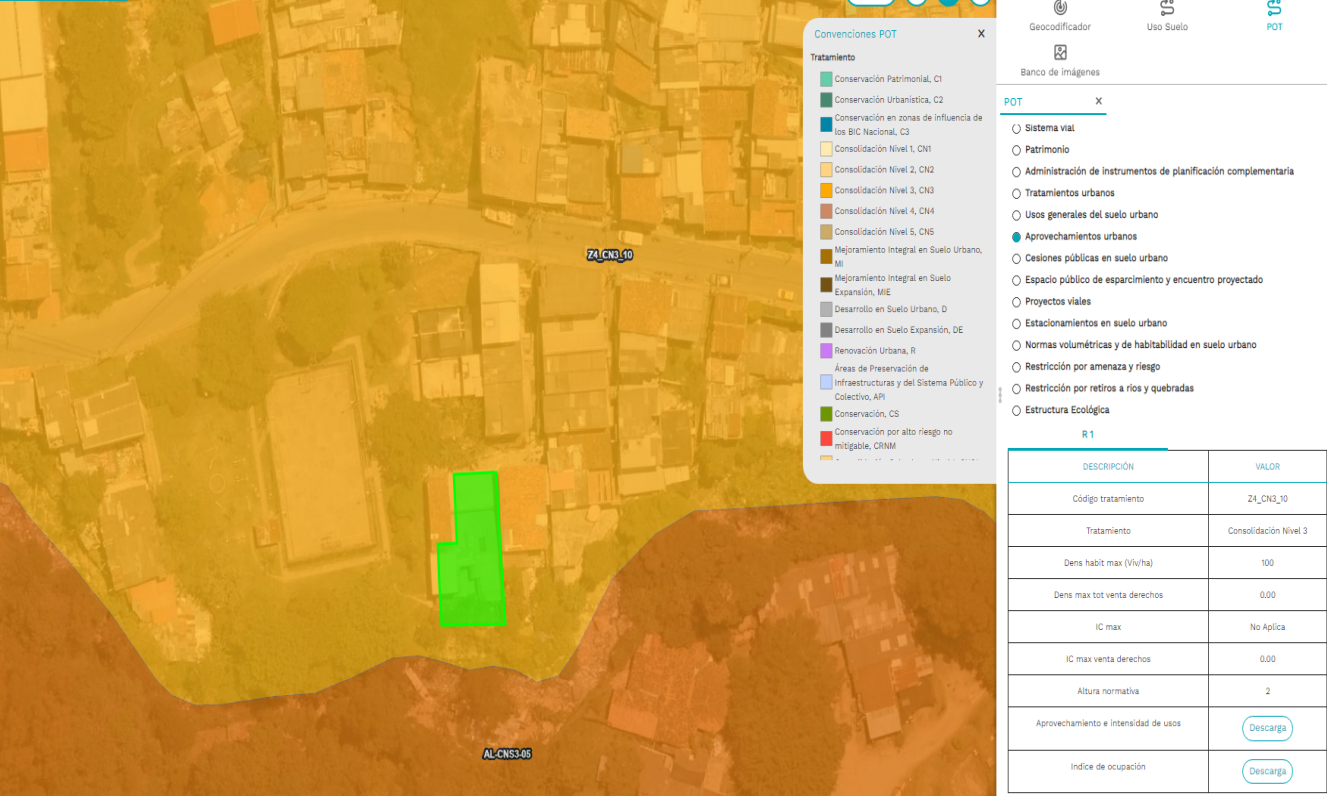 Convenciones POT X
Tratamiento
Conservación Patrimonial, C1
Conservación Urbanística, C2
Conservación en zonas de influencia de
los BIC Nacional, C3
Consolidación Nivel 1, CN1
Consolidación Nivel 2, CN2
Consolidación Nivel 3, CN3
Consolidación Nivel 4, CN4
Consolidación Nivel 5, CN5
Mejoramiento Integral en Suelo Urbano,
MI
Mejoramiento Integral en Suelo
Expansión, MIE
Desarrollo en Suelo Urbano, D
Desarrollo en Suelo Expansión, DE
Renovación Urbana, R
Áreas de Preservación de
Infraestructuras y del Sistema Público y
Colectivo, API
Conservación, CS
Conservación por alto riesgo no
mitigable, CRNM
Z4_CN3_10
AL-CNS3-05
Geocodificador Uso Suelo POT
Banco de imágenes
POT X
Sistema vial
Patrimonio
Administración de instrumentos de planificación complementaria
Tratamientos urbanos
Usos generales del suelo urbano
Aprovechamientos urbanos
Cesiones públicas en suelo urbano
Espacio público de esparcimiento y encuentro proyectado
Proyectos viales
Estacionamientos en suelo urbano
Normas volumétricas y de habitabilidad en suelo urbano
Restricción por amenaza y riesgo
Restricción por retiros a rios y quebradas
Estructura Ecológica
R 1
DESCRIPCIÓN VALOR
Código tratamiento Z4_CN3_10
Tratamiento Consolidación Nivel 3
Dens habit max (Viv/ha) 100
Dens max tot venta derechos 0.00
IC max No Aplica
IC max venta derechos 0.00
Altura normativa 2
Aprovechamiento e intensidad de usos Descarga
Indice de ocupación Descarga